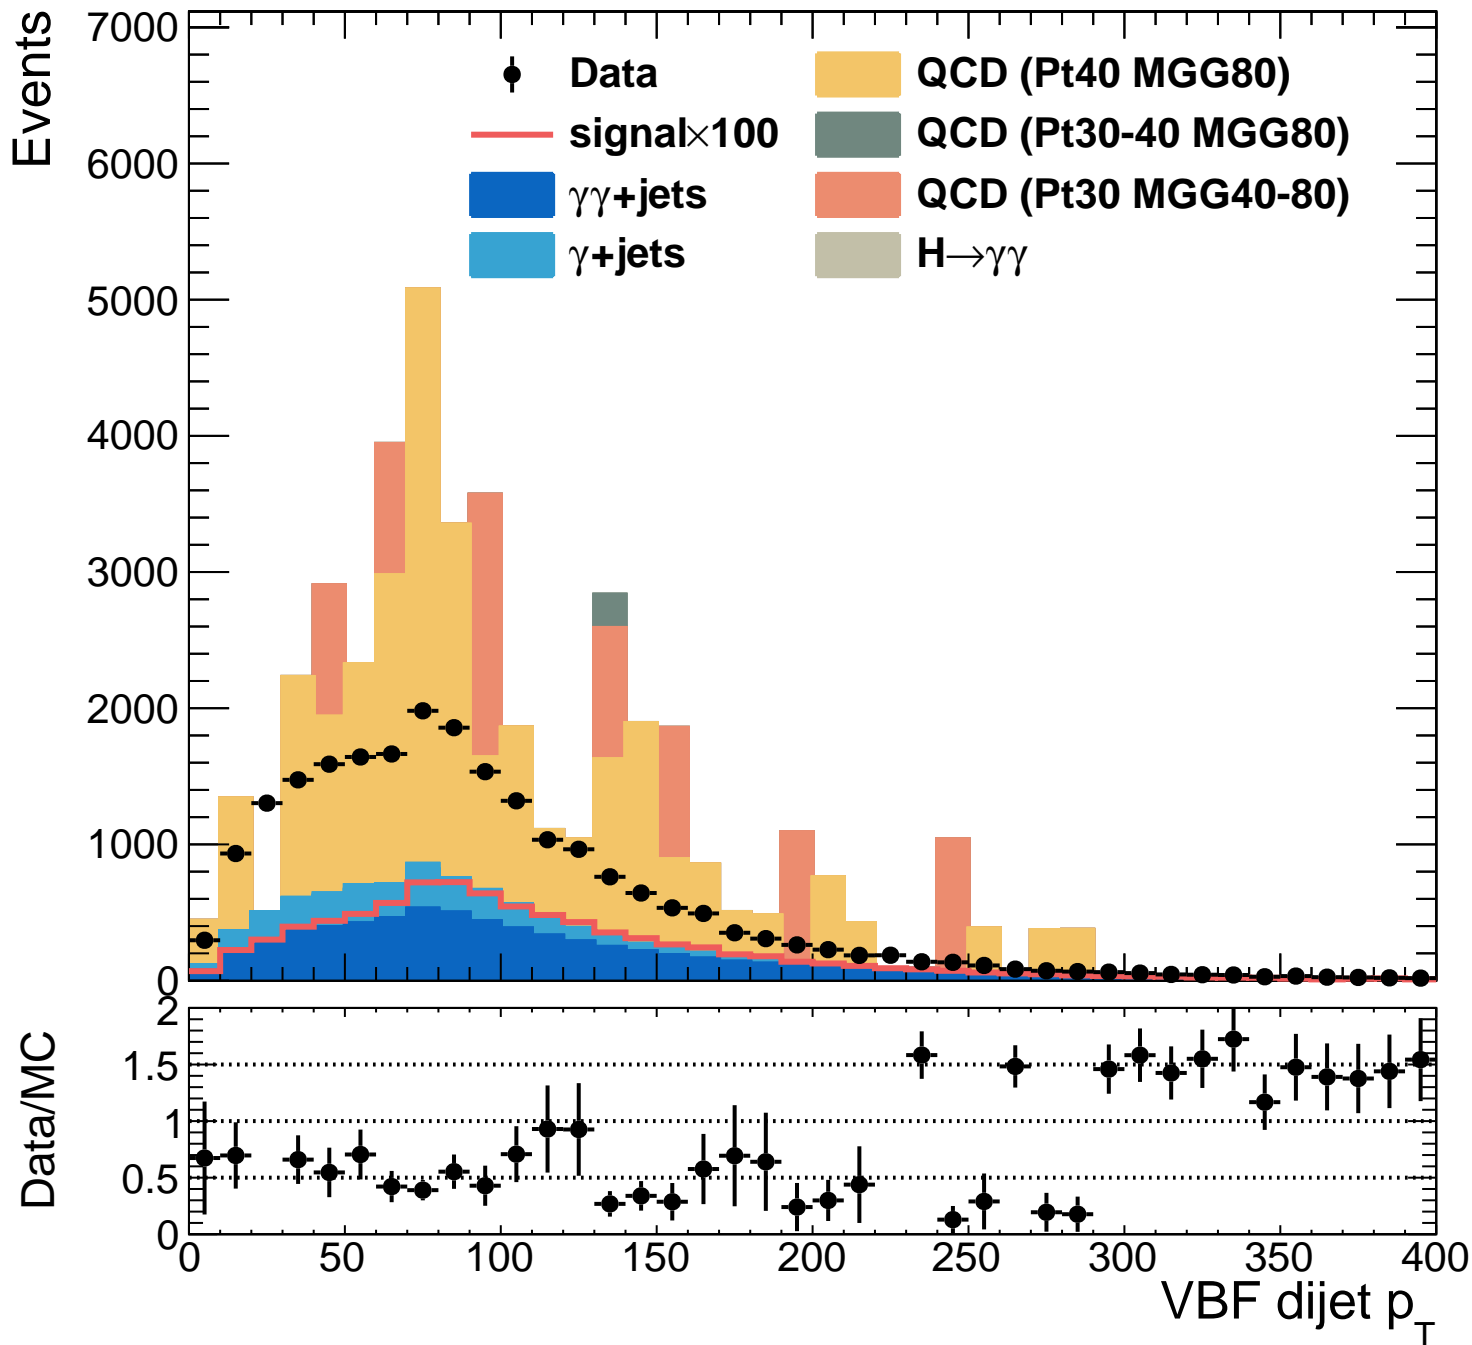 Events
7000
6000
5000
4000
3000
2000
1000
0
Data
signal×100
γγ+jets
γ+jets
QCD (Pt40 MGG80)
QCD (Pt30-40 MGG80)
QCD (Pt30 MGG40-80)
H→γγ
Data/MC
2
1.5
1
0.5
0
0 50 100 150 200 250 300 350 400
VBF dijet p_T